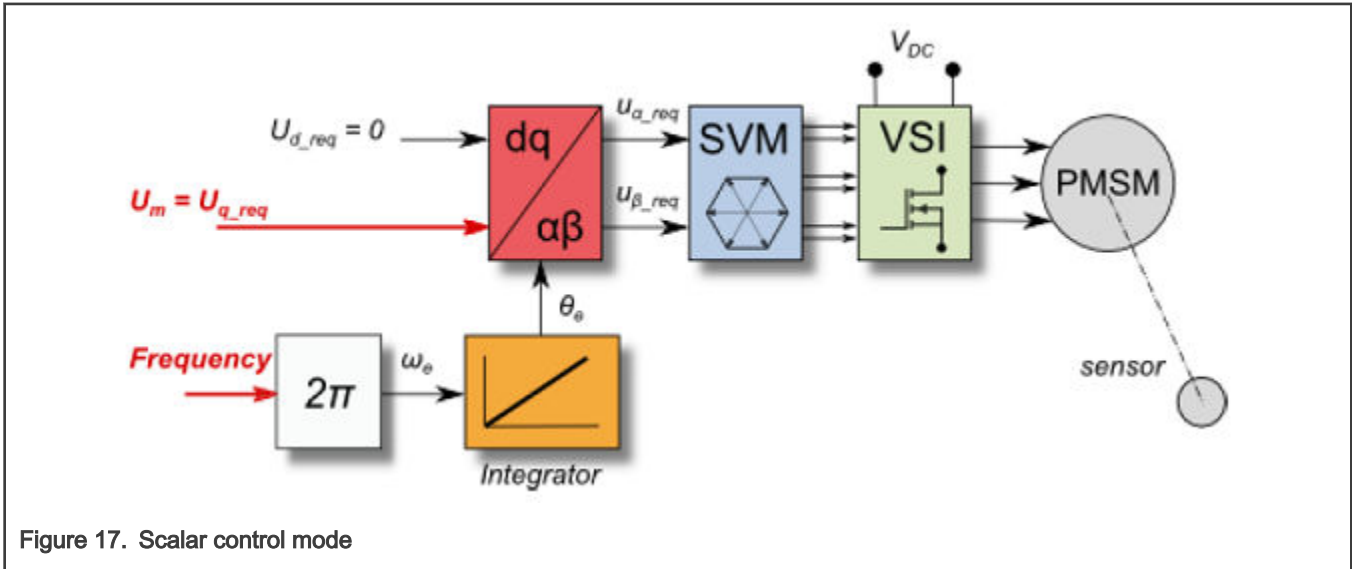 V_DC
U_d_req = 0
dq
αβ
u_α_req
u_β_req
SVM
VSI
PMSM
U_m = U_q_req
θ_e
Frequency
2π
ω_e
Integrator
sensor
Figure 17. Scalar control mode